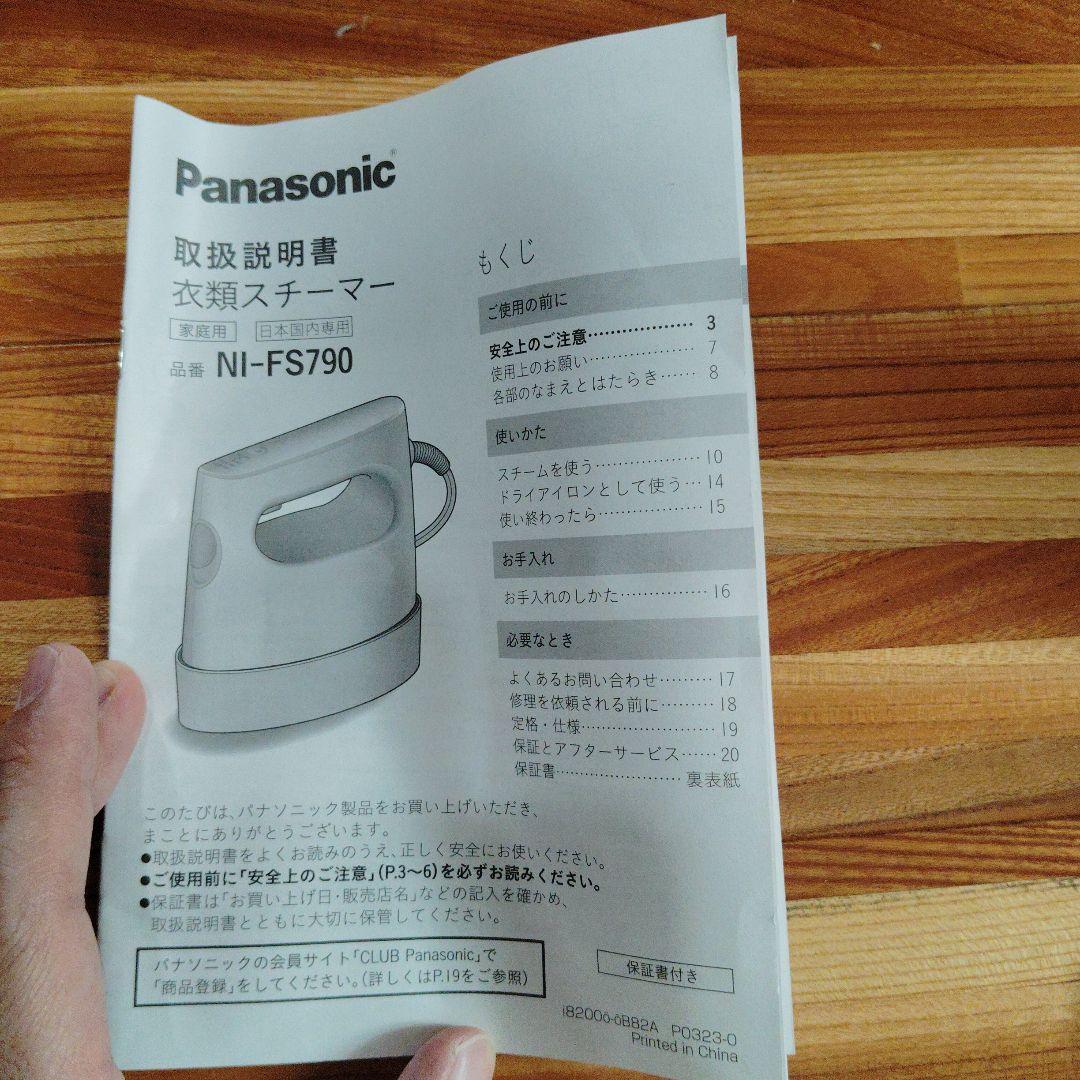 Panasonic®
取扱説明書
衣類スチーマー
家庭用 日本国内専用
品番 NI-FS790
もくじ
ご使用の前に
安全上のご注意……………… 3
使用上のお願い……………… 7
各部のなまえとはたらき…… 8
使いかた
スチームを使う……………… 10
ドライアイロンとして使う… 14
使い終わったら……………… 15
お手入れ
お手入れのしかた…………… 16
必要なとき
よくあるお問い合わせ……… 17
修理を依頼される前に……… 18
定格・仕様…………………… 19
保証とアフターサービス…… 20
保証書………………… 裏表紙
このたびは、パナソニック製品をお買い上げいただき、
まことにありがとうございます。
●取扱説明書をよくお読みのうえ、正しく安全にお使いください。
●ご使用前に「安全上のご注意」(P.3〜6)を必ずお読みください。
●保証書は「お買い上げ日・販売店名」などの記入を確かめ、
取扱説明書とともに大切に保管してください。
パナソニックの会員サイト「CLUB Panasonic」で
「商品登録」をしてください。(詳しくはP.19をご参照)
保証書付き
P0323-0
Printed in China